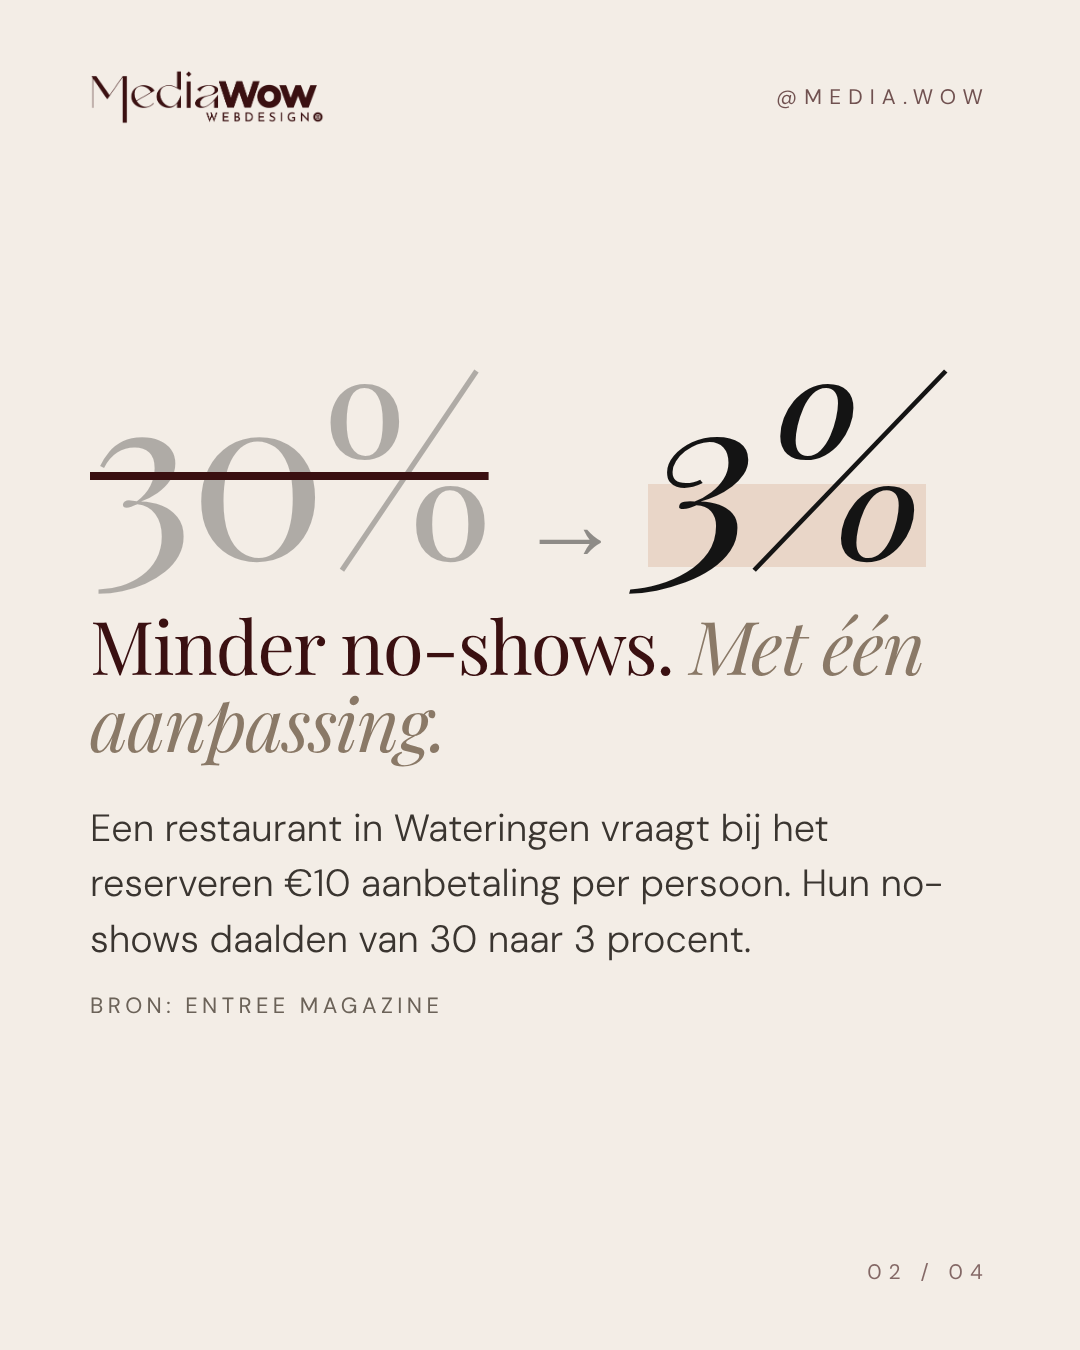 MediaWow
WEBDESIGN
@MEDIA.WOW
30% → 3%
Minder no-shows. Met één
aanpassing.
Een restaurant in Wateringen vraagt bij het
reserveren €10 aanbetaling per persoon. Hun no-
shows daalden van 30 naar 3 procent.
BRON: ENTREE MAGAZINE
02 / 04